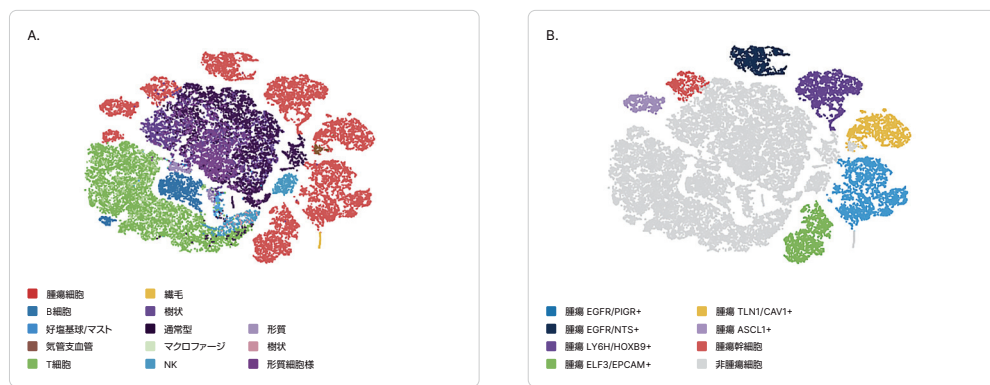 A.
腫瘍細胞
B細胞
好塩基球/マスト
気管支血管
T細胞
繊毛
樹状
通常型
マクロファージ
NK
形質
樹状
形質細胞様
B.
腫瘍 EGFR/PIGR+
腫瘍 EGFR/NTS+
腫瘍 LY6H/HOXB9+
腫瘍 ELF3/EPCAM+
腫瘍 TLN1/CAV1+
腫瘍 ASCL1+
腫瘍幹細胞
非腫瘍細胞